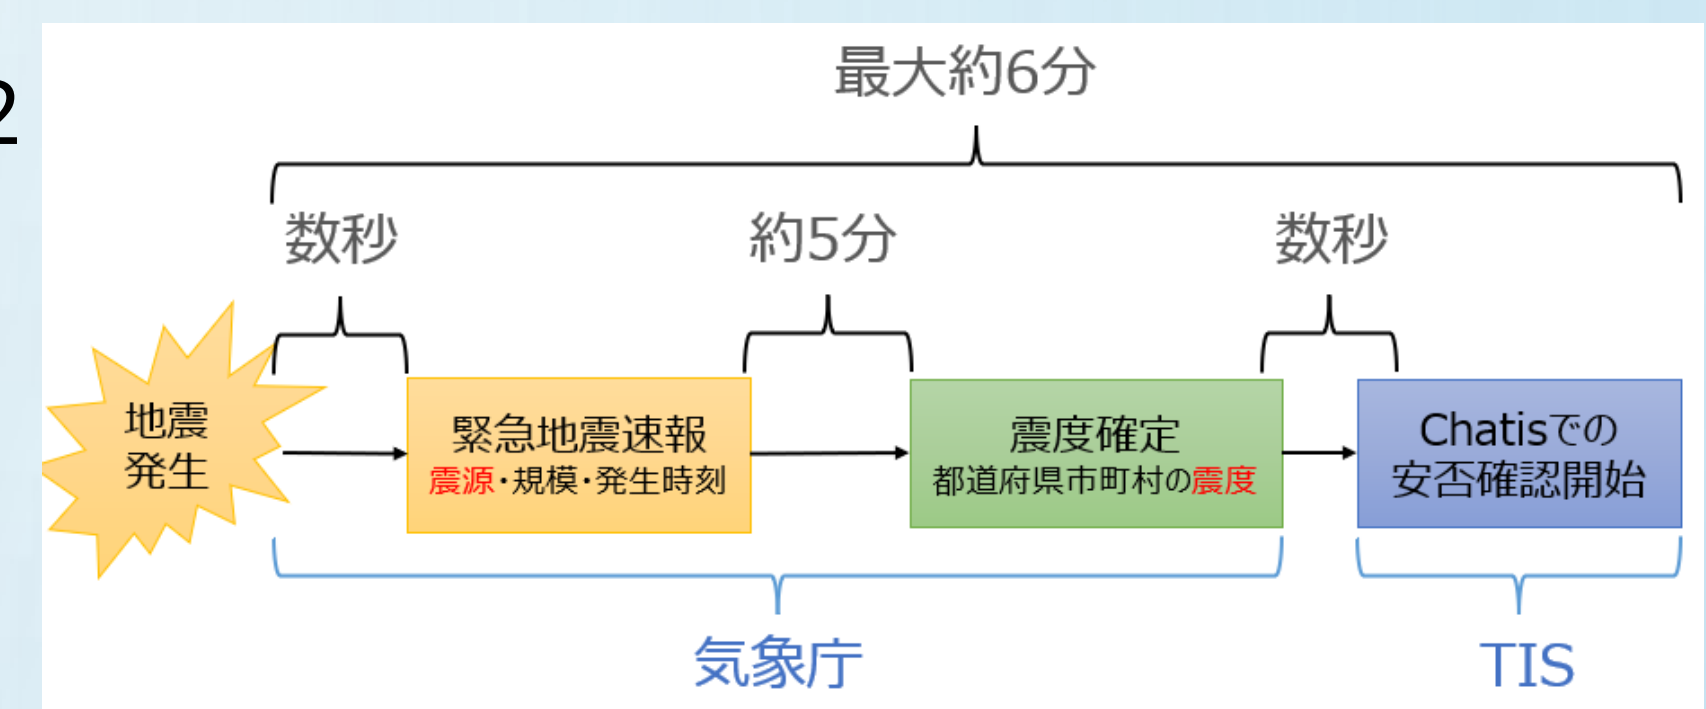 2
最大約6分
数秒
約5分
数秒
地震
発生
緊急地震速報
震源・規模・発生時刻
震度確定
都道府県市町村の震度
Chatisでの
安否確認開始
気象庁
TIS